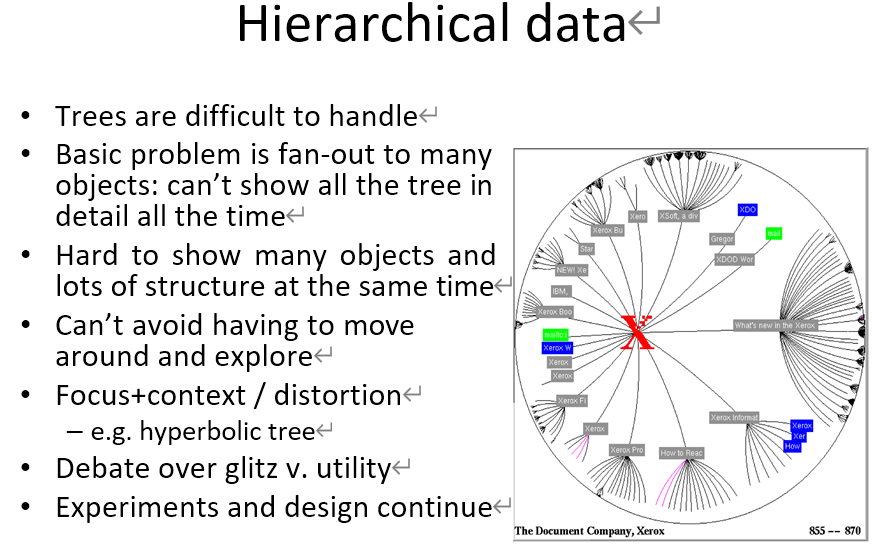 Hierarchical data
• Trees are difficult to handle
• Basic problem is fan-out to many
objects: can’t show all the tree in
detail all the time
• Hard to show many objects and
lots of structure at the same time
• Can’t avoid having to move
around and explore
• Focus+context / distortion
– e.g. hyperbolic tree
• Debate over glitz v. utility
• Experiments and design continue
XDO
Xero
XSoft, a div
mail
Xerox Bu
Gregor
Star
XDOD Wor
NEW! Xe
IBM,
Xerox Boo
What's new in the Xerox
X
Xerox W
Xerox
Xerox
Xerox Fi
Xerox Informat
Xerox
Xerox
Xer
How
Xerox Pro
How to Reac
The Document Company, Xerox 855 –– 870